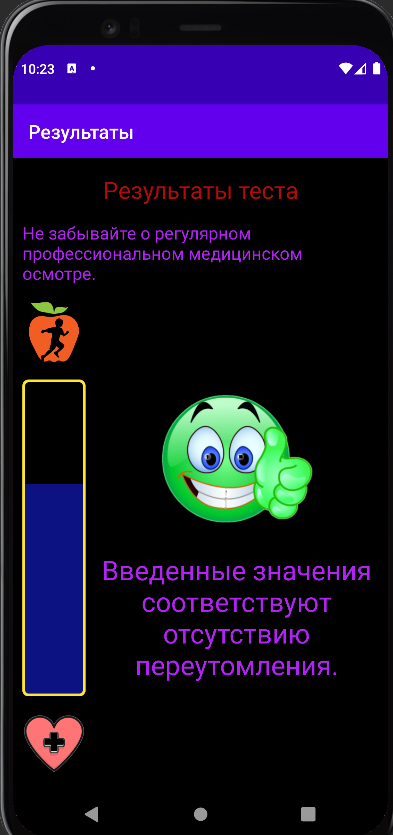 10:23
A
Результаты
Результаты теста
Не забывайте о регулярном
профессиональном медицинском
осмотре.
Введенные значения
соответствуют
отсутствию
переутомления.